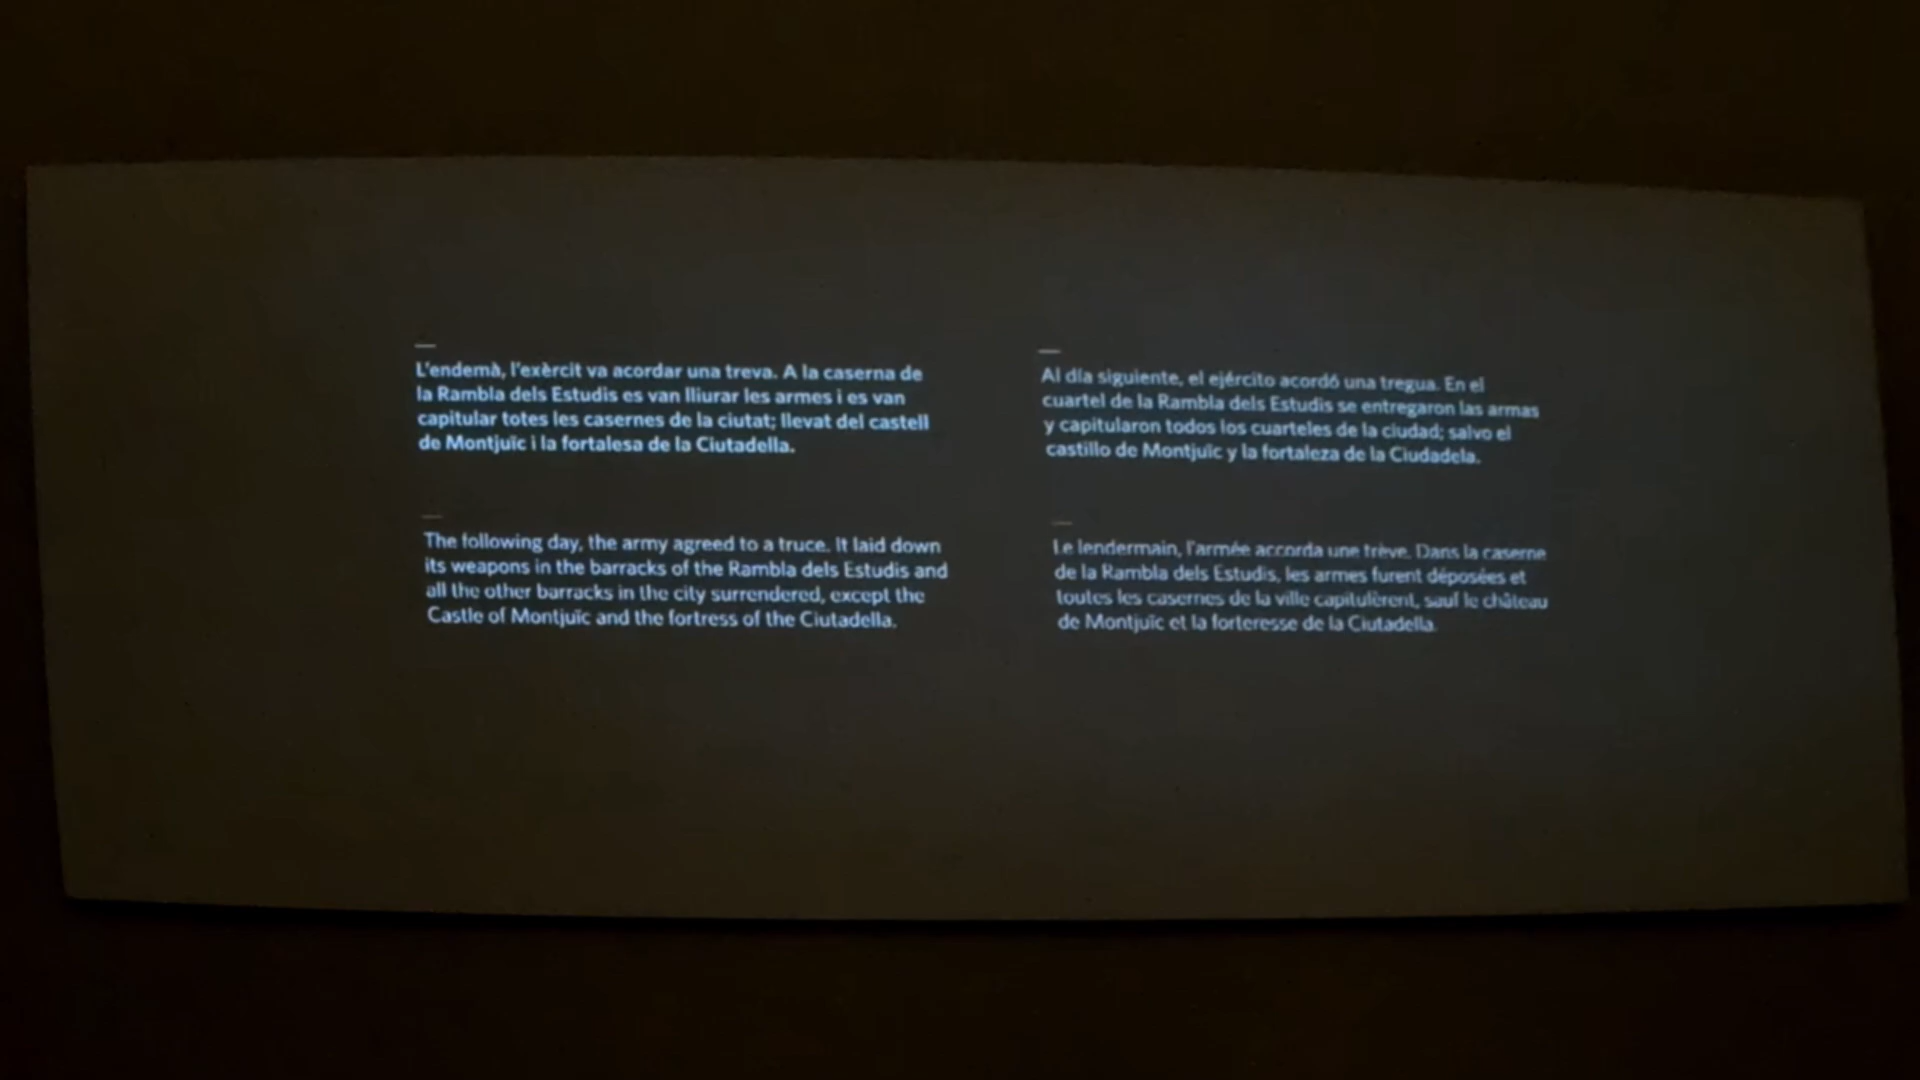 L'endemà, l'exèrcit va acordar una treva. A la caserna de
la Rambla dels Estudis es van lliurar les armes i es van
capitular totes les casernes de la ciutat; llevat del castell
de Montjuïc i la fortalesa de la Ciutadella.
Al día siguiente, el ejército acordó una tregua. En el
cuartel de la Rambla dels Estudis se entregaron las armas
y capitularon todos los cuarteles de la ciudad; salvo el
castillo de Montjuïc y la fortaleza de la Ciudadela.
The following day, the army agreed to a truce. It laid down
its weapons in the barracks of the Rambla dels Estudis and
all the other barracks in the city surrendered, except the
Castle of Montjuïc and the fortress of the Ciutadella.
Le lendermain, l'armée accorda une trève. Dans la caserne
de la Rambla dels Estudis, les armes furent déposées et
toutes les casernes de la ville capitulèrent, sauf le château
de Montjuïc et la forteresse de la Ciutadella.